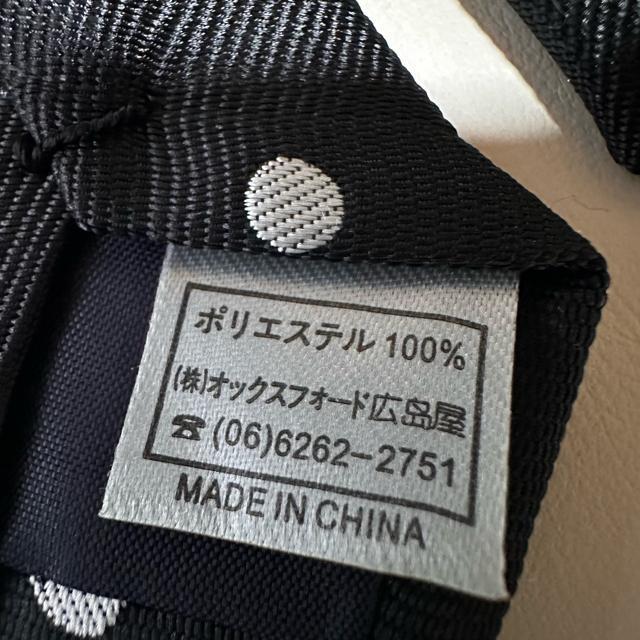 ポリエステル 100%
(株)オックスフォード広岛屋
☎(06)6262-2751
MADE IN CHINA